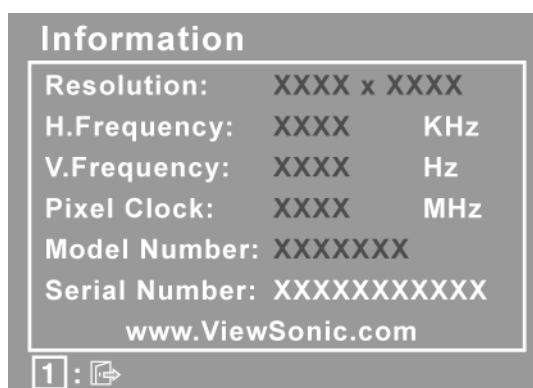 Information
Resolution: XXXX x XXXX
H.Frequency: XXXX KHz
V.Frequency: XXXX Hz
Pixel Clock: XXXX MHz
Model Number: XXXXXXX
Serial Number: XXXXXXXXXXX
www.ViewSonic.com
1 :